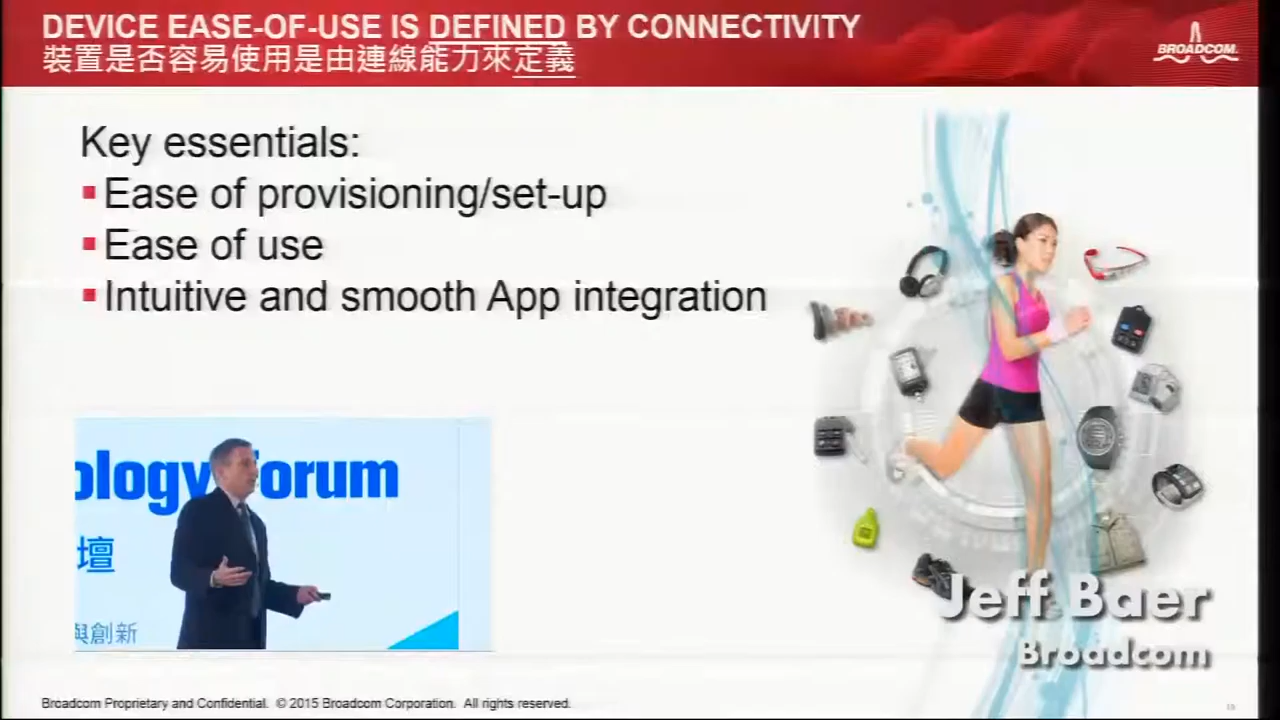 DEVICE EASE-OF-USE IS DEFINED BY CONNECTIVITY
裝置是否容易使用是由連線能力來定義
BROADCOM.
Key essentials:
▪Ease of provisioning/set-up
▪Ease of use
▪Intuitive and smooth App integration
ology Forum
壇
與創新
Jeff Baer
Broadcom
Broadcom Proprietary and Confidential. © 2015 Broadcom Corporation. All rights reserved.